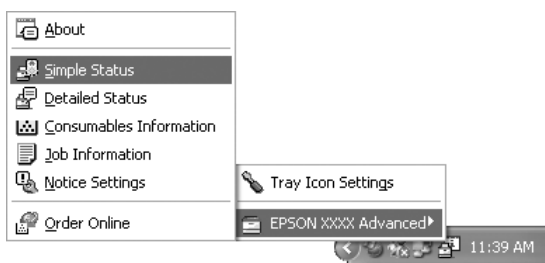 About
Simple Status
Detailed Status
Consumables Information
Job Information
Notice Settings
Order Online
Tray Icon Settings
EPSON XXXX Advanced
11:39 AM